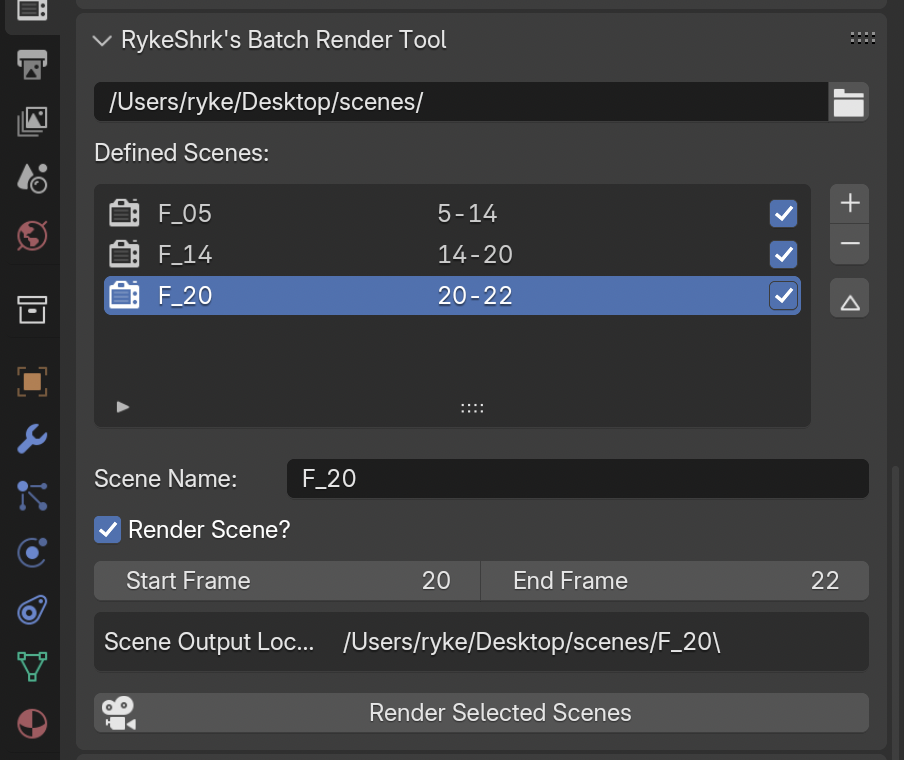 RykeShrk's Batch Render Tool
/Users/ryke/Desktop/scenes/
Defined Scenes:
F_05 5-14
F_14 14-20
F_20 20-22
Scene Name: F_20
Render Scene?
Start Frame 20 End Frame 22
Scene Output Loc... /Users/ryke/Desktop/scenes/F_20\
Render Selected Scenes